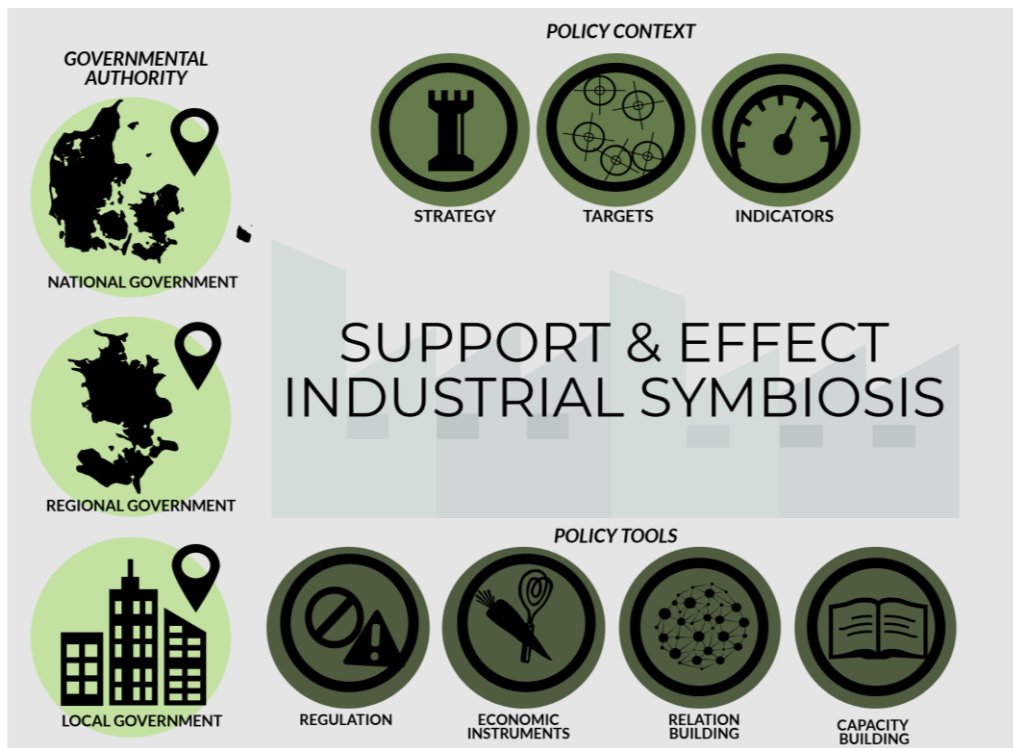 GOVERNMENTAL
AUTHORITY
NATIONAL GOVERNMENT
REGIONAL GOVERNMENT
LOCAL GOVERNMENT
POLICY CONTEXT
STRATEGY
TARGETS
INDICATORS
SUPPORT & EFFECT
INDUSTRIAL SYMBIOSIS
POLICY TOOLS
REGULATION
ECONOMIC
INSTRUMENTS
RELATION
BUILDING
CAPACITY
BUILDING